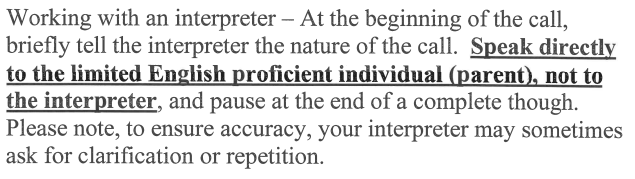 Working with an interpreter – At the beginning of the call,
briefly tell the interpreter the nature of the call.  Speak directly
to the limited English proficient individual (parent), not to
the interpreter, and pause at the end of a complete though.
Please note, to ensure accuracy, your interpreter may sometimes
ask for clarification or repetition.